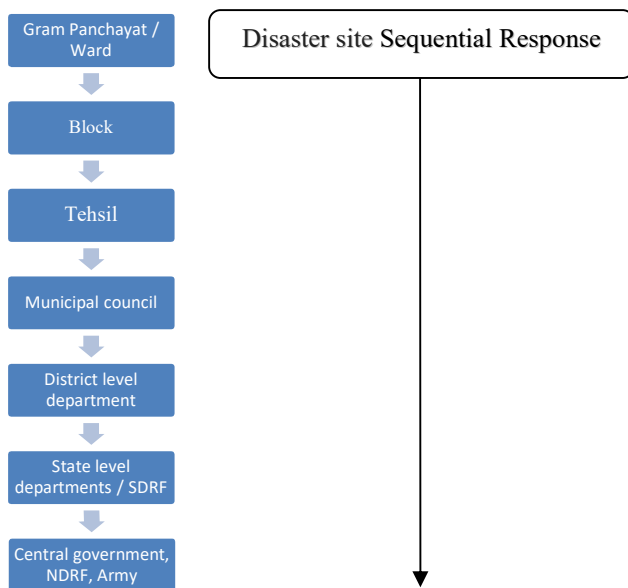 Gram Panchayat /
Ward
Disaster site Sequential Response
Block
Tehsil
Municipal council
District level
department
State level
departments / SDRF
Central government,
NDRF, Army